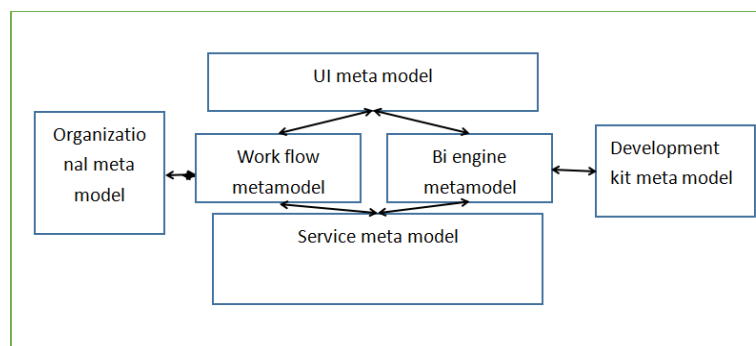 UI meta model
Organizatio
nal meta
model
Work flow
metamodel
Bi engine
metamodel
Development
kit meta model
Service meta model